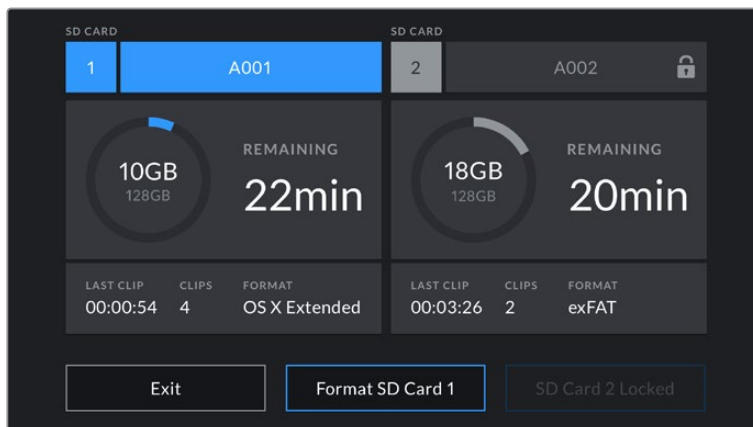 SD CARD
1 A001
10GB
128GB
REMAINING
22min
LAST CLIP CLIPS FORMAT
00:00:54 4 OS X Extended
SD CARD
2 A002
18GB
128GB
REMAINING
20min
LAST CLIP CLIPS FORMAT
00:03:26 2 exFAT
Exit Format SD Card 1 SD Card 2 Locked